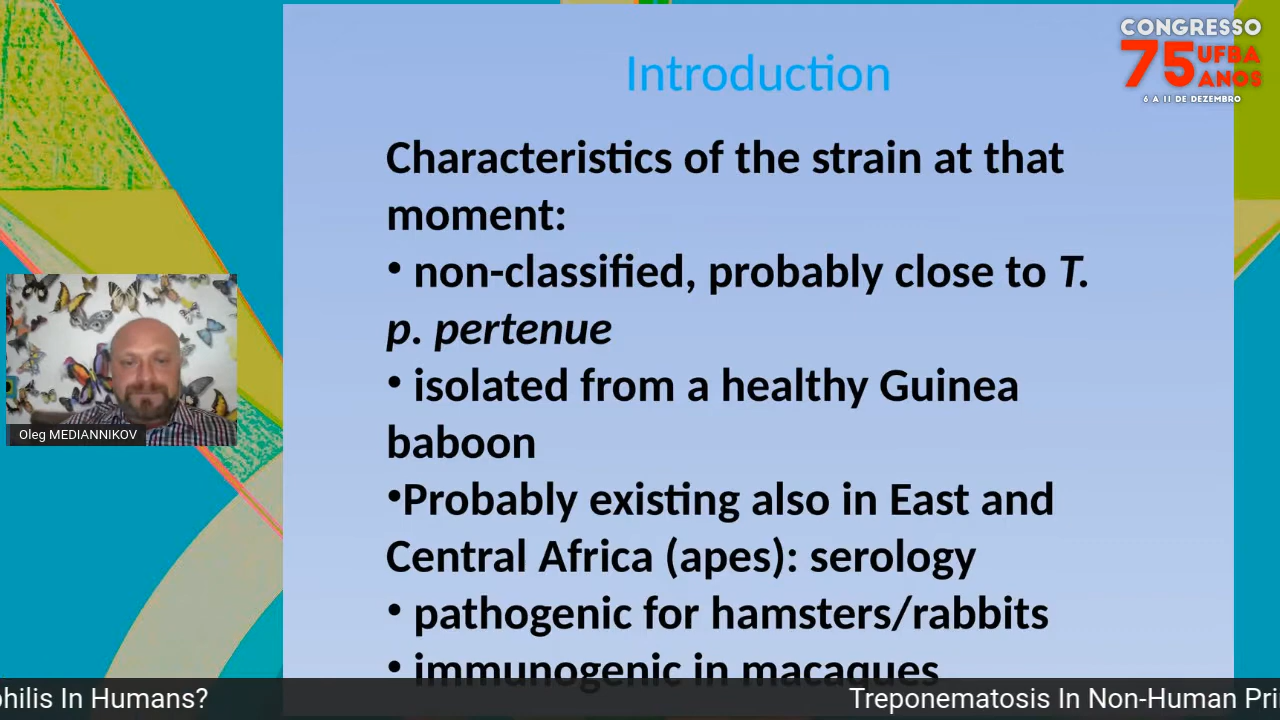 CONGRESSO
75 UFBA
ANOS
6 A 11 DE DEZEMBRO
Introduction
Characteristics of the strain at that
moment:
• non-classified, probably close to T.
p. pertenue
• isolated from a healthy Guinea
baboon
•Probably existing also in East and
Central Africa (apes): serology
• pathogenic for hamsters/rabbits
• immunogenic in macaques
Oleg MEDIANNIKOV
philis In Humans?
Treponematosis In Non-Human Pri